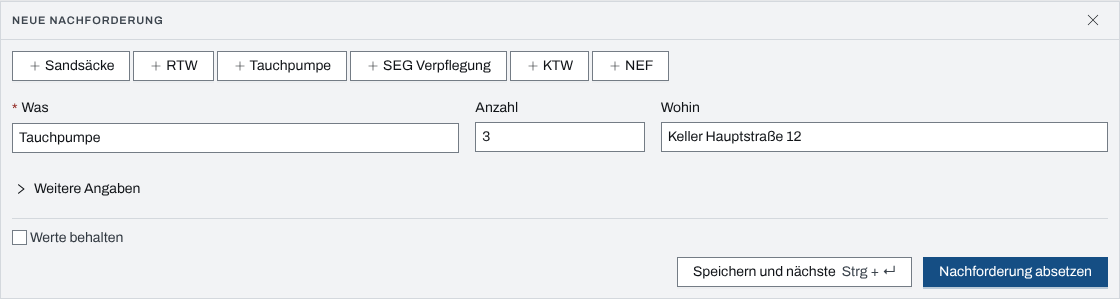 NEUE NACHFORDERUNG
+ Sandsäcke + RTW + Tauchpumpe + SEG Verpflegung + KTW + NEF
* Was Anzahl Wohin
Tauchpumpe 3 Keller Hauptstraße 12
Weitere Angaben
Werte behalten
Speichern und nächste Strg + ↵ Nachforderung absetzen